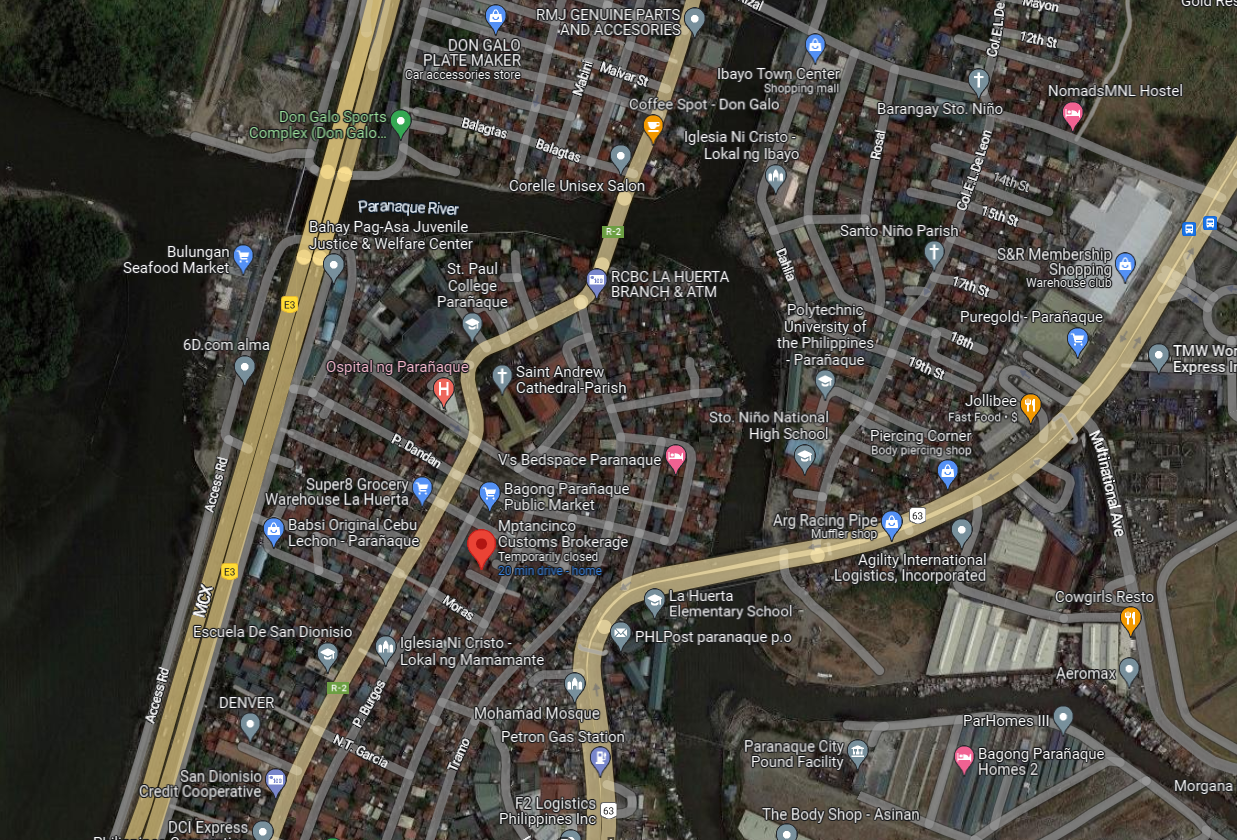 Gold Res
Mayon
Col.E.L.De
12th St
RMJ GENUINE PARTS
AND ACCESORIES
DON GALO
PLATE MAKER
Car accessories store
Malvar St
Mabini
Ibayo Town Center
Shopping mall
NomadsMNL Hostel
Coffee Spot - Don Galo
Barangay Sto. Niño
Don Galo Sports
Complex (Don Galo...
Balagtas
Balagtas
Iglesia Ni Cristo -
Lokal ng Ibayo
Rosal
Col.E.L.De Leon
14th St
15th St
Corelle Unisex Salon
Paranaque River
R-2
Bahay Pag-Asa Juvenile
Justice & Welfare Center
Santo Niño Parish
Bulungan
Seafood Market
St. Paul
College
Parañaque
RCBC LA HUERTA
BRANCH & ATM
Dahlia
S&R Membership
Shopping
Warehouse club
17th St
E3
Polytechnic
University of
the Philippines
- Parañaque
Puregold - Parañaque
18th
19th St
6D.com alma
TMW Wor
Express In
Ospital ng Parañaque
H
Saint Andrew
Cathedral-Parish
Jollibee
Fast Food • $
Sto. Niño National
High School
Piercing Corner
Body piercing shop
Multinational Ave
P. Dandan
V's Bedspace Paranaque
Access Rd
Super8 Grocery
Warehouse La Huerta
Bagong Parañaque
Public Market
Babsi Original Cebu
Lechon - Parañaque
Mptancinco
Customs Brokerage
Temporarily closed
20 min drive - home
Arg Racing Pipe
Muffler shop
63
Agility International
Logistics, Incorporated
E3
MCX
Moras
La Huerta
Elementary School
Cowgirls Resto
Escuela De San Dionisio
Iglesia Ni Cristo -
Lokal ng Mamamante
PHLPost paranaque p.o
Access Rd
R-2
P. Burgos
Aeromax
DENVER
Mohamad Mosque
ParHomes III
N.T. Garcia
Tramo
Petron Gas Station
Paranaque City
Pound Facility
Bagong Parañaque
Homes 2
San Dionisio
Credit Cooperative
Morgana
F2 Logistics
Philippines Inc
63
The Body Shop - Asinan
DCI Express